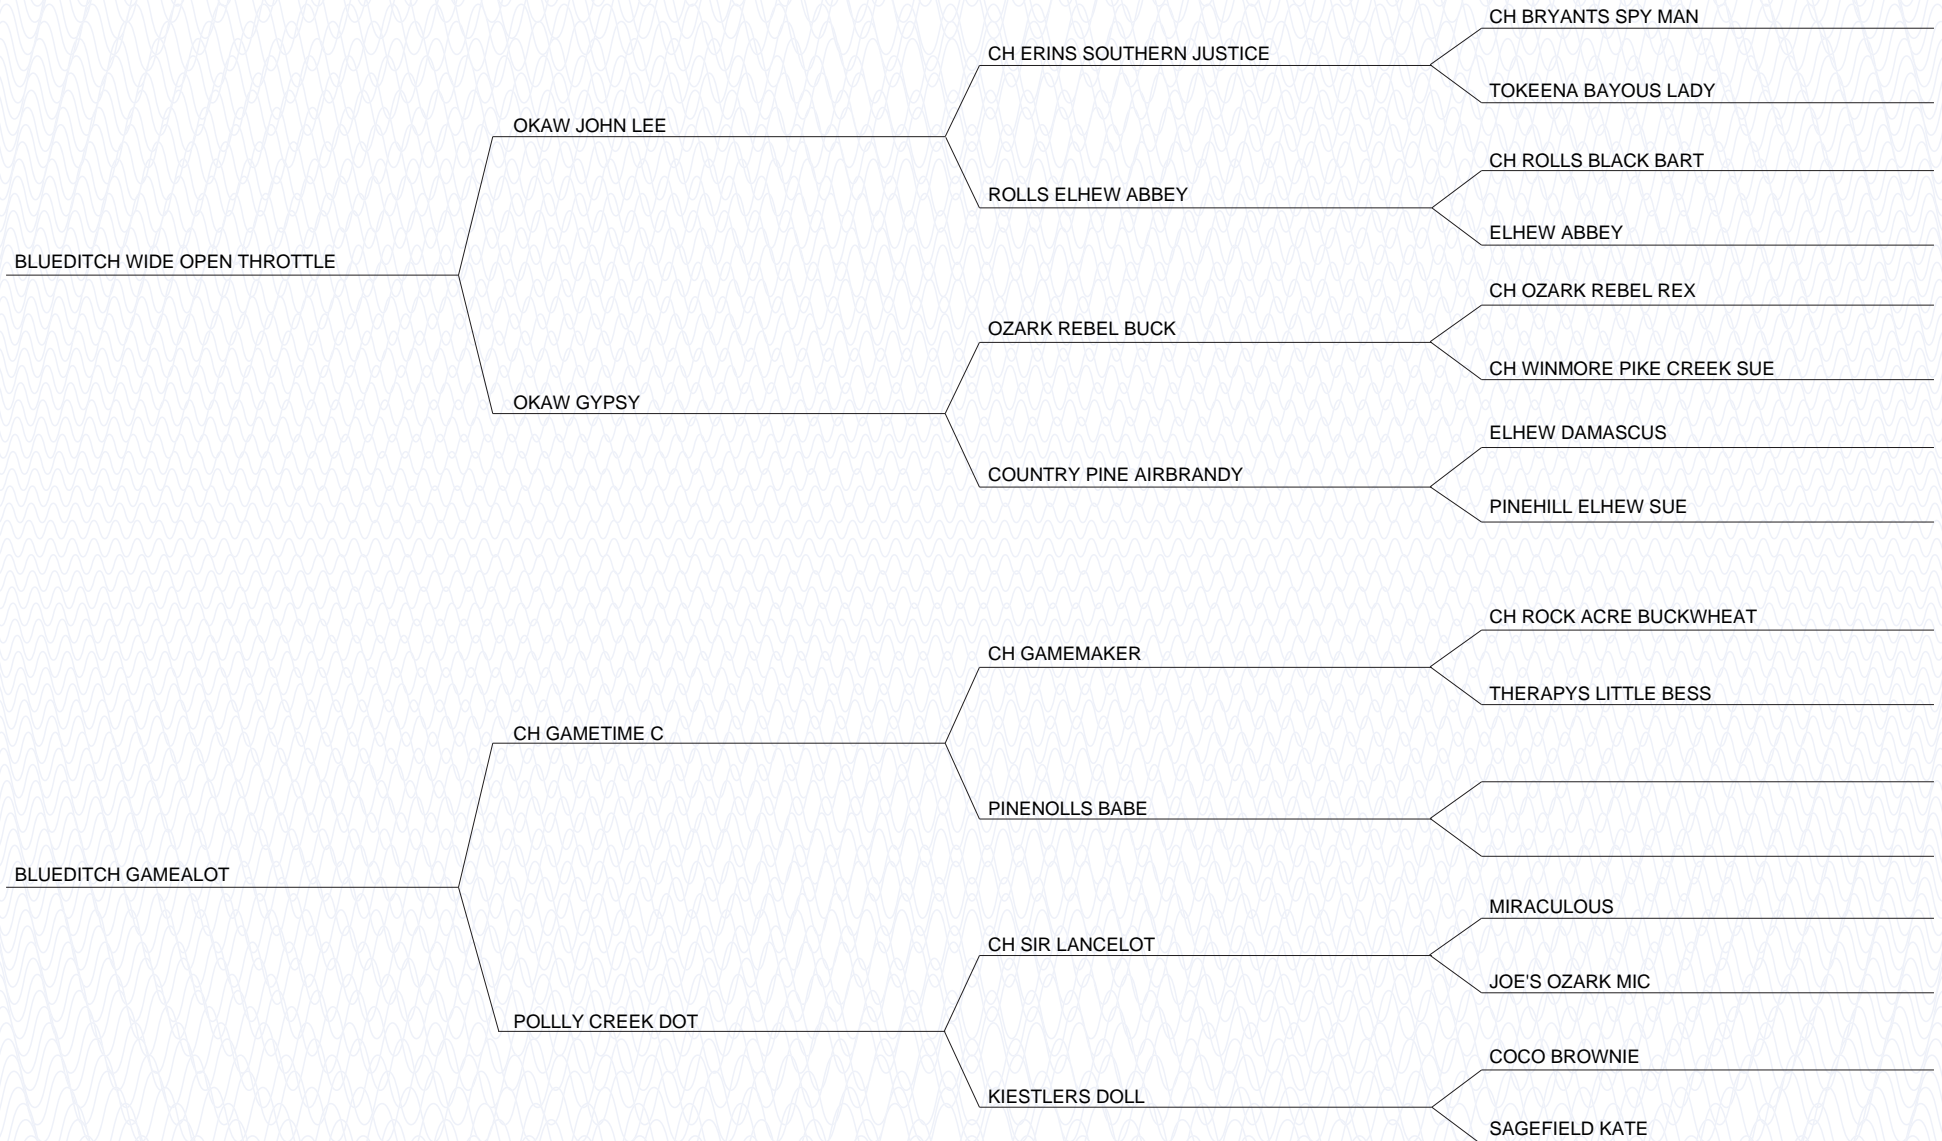 CH BRYANTS SPY MAN
CH ERINS SOUTHERN JUSTICE
TOKEENA BAYOUS LADY
OKAW JOHN LEE
CH ROLLS BLACK BART
ROLLS ELHEW ABBEY
ELHEW ABBEY
BLUEDITCH WIDE OPEN THROTTLE
CH OZARK REBEL REX
OZARK REBEL BUCK
CH WINMORE PIKE CREEK SUE
OKAW GYPSY
ELHEW DAMASCUS
COUNTRY PINE AIRBRANDY
PINEHILL ELHEW SUE
CH ROCK ACRE BUCKWHEAT
CH GAMEMAKER
THERAPYS LITTLE BESS
CH GAMETIME C
PINENOLLS BABE
BLUEDITCH GAMEALOT
MIRACULOUS
CH SIR LANCELOT
JOE'S OZARK MIC
POLLLY CREEK DOT
COCO BROWNIE
KIESTLERS DOLL
SAGEFIELD KATE